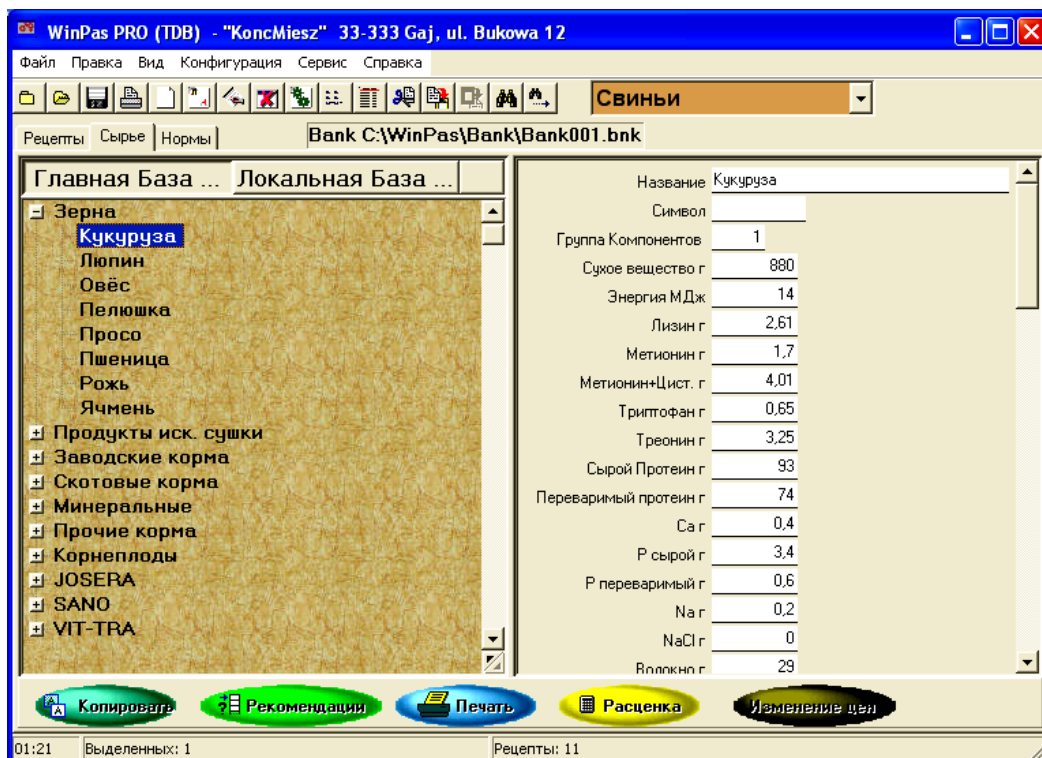 WinPas PRO (TDB) - "KoncMiesz" 33-333 Gaj, ul. Bukowa 12
Файл Правка Вид Конфигурация Сервис Справка
Свиньи
Рецепты Сырье Нормы Bank C:\WinPas\Bank\Bank001.bnk
Главная База ... Локальная База ...
Зерна
Кукуруза
Люпин
Овёс
Пелюшка
Просо
Пшеница
Рожь
Ячмень
Продукты иск. сушки
Заводские корма
Скотовые корма
Минеральные
Прочие корма
Корнеплоды
JOSERA
SANO
VIT-TRA
Название Кукуруза
Символ
Группа Компонентов 1
Сухое вещество г 880
Энергия МДж 14
Лизин г 2,61
Метионин г 1,7
Метионин+Цист. г 4,01
Триптофан г 0,65
Треонин г 3,25
Сырой Протеин г 93
Переваримый протеин г 74
Ca г 0,4
P сырой г 3,4
P переваримый г 0,6
Na г 0,2
NaCl г 0
Волокно г 29
Копировать Рекомендации Печать Расценка Изменение цен
01:21 Выделенных: 1 Рецепты: 11